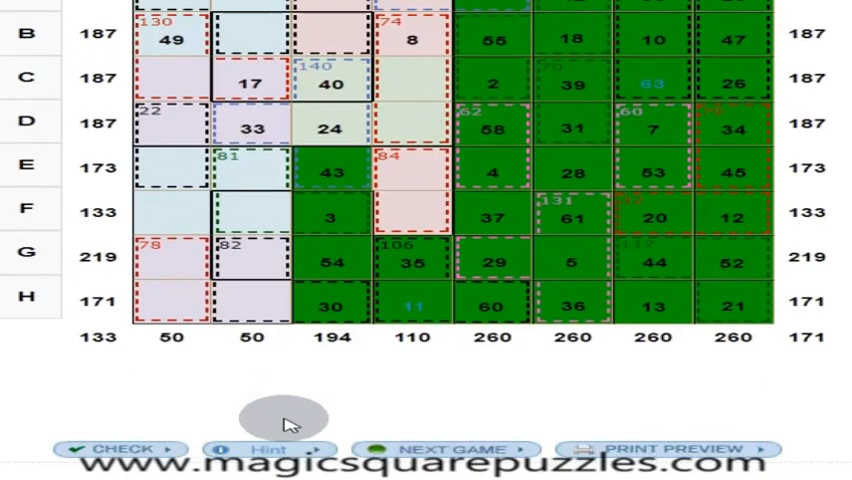 B 187 130 49 74 8 55 18 10 47 187
C 187 17 140 40 2 70 39 63 26 187
D 187 22 33 24 62 58 31 60 7 34 187
E 173 81 43 84 4 28 53 45 173
F 133 3 37 131 61 20 12 133
G 219 78 82 54 106 35 29 5 117 44 52 219
H 171 30 11 60 36 13 21 171
133 50 50 194 110 260 260 260 260 171
CHECK Hint NEXT GAME PRINT PREVIEW
www.magicsquarepuzzles.com